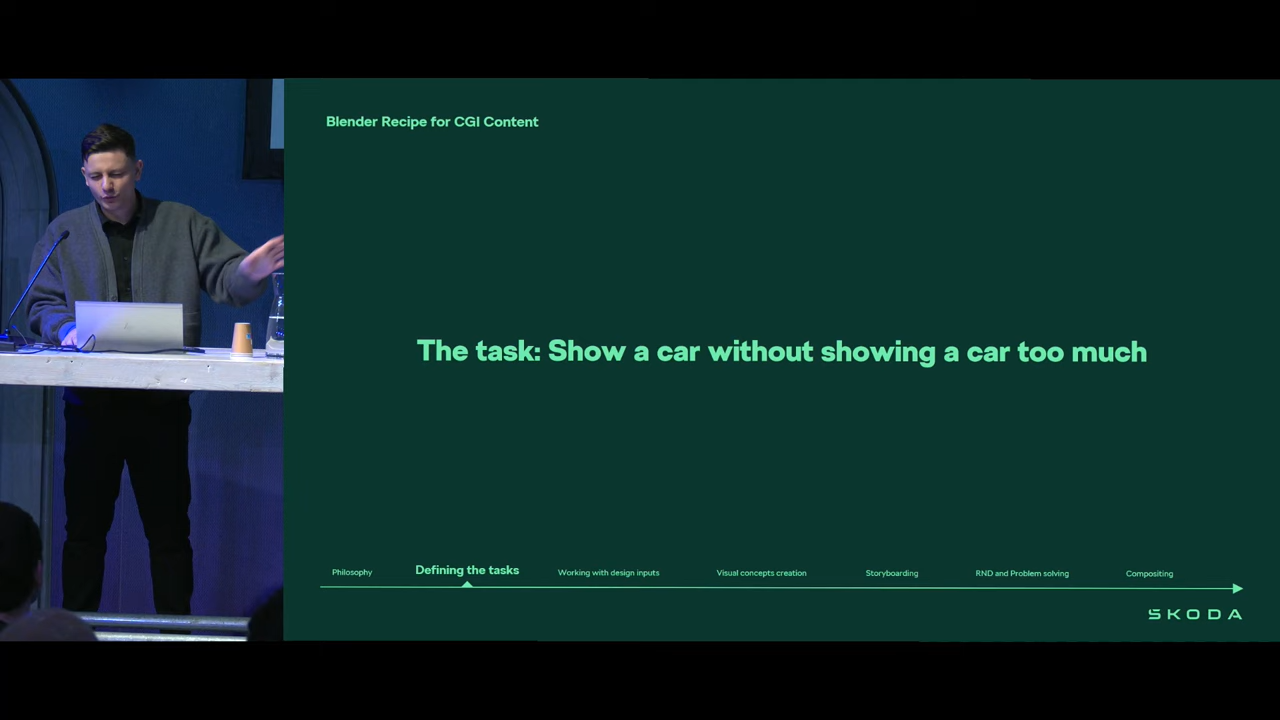 Blender Recipe for CGI Content
The task: Show a car without showing a car too much
Philosophy
Defining the tasks
Working with design inputs
Visual concepts creation
Storyboarding
RND and Problem solving
Compositing
ŠKODA